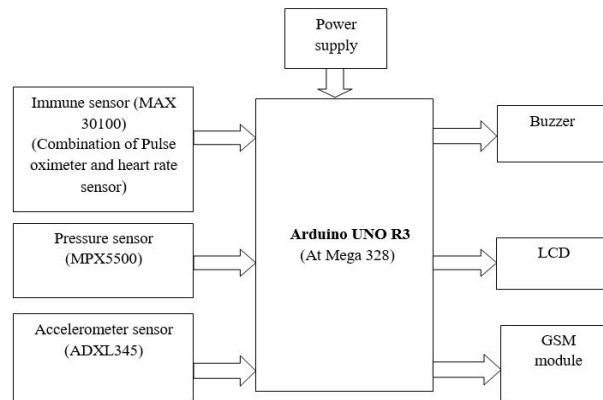 Power
supply
Immune sensor (MAX
30100)
(Combination of Pulse
oximeter and heart rate
sensor)
Pressure sensor
(MPX5500)
Accelerometer sensor
(ADXL345)
Arduino UNO R3
(At Mega 328)
Buzzer
LCD
GSM
module